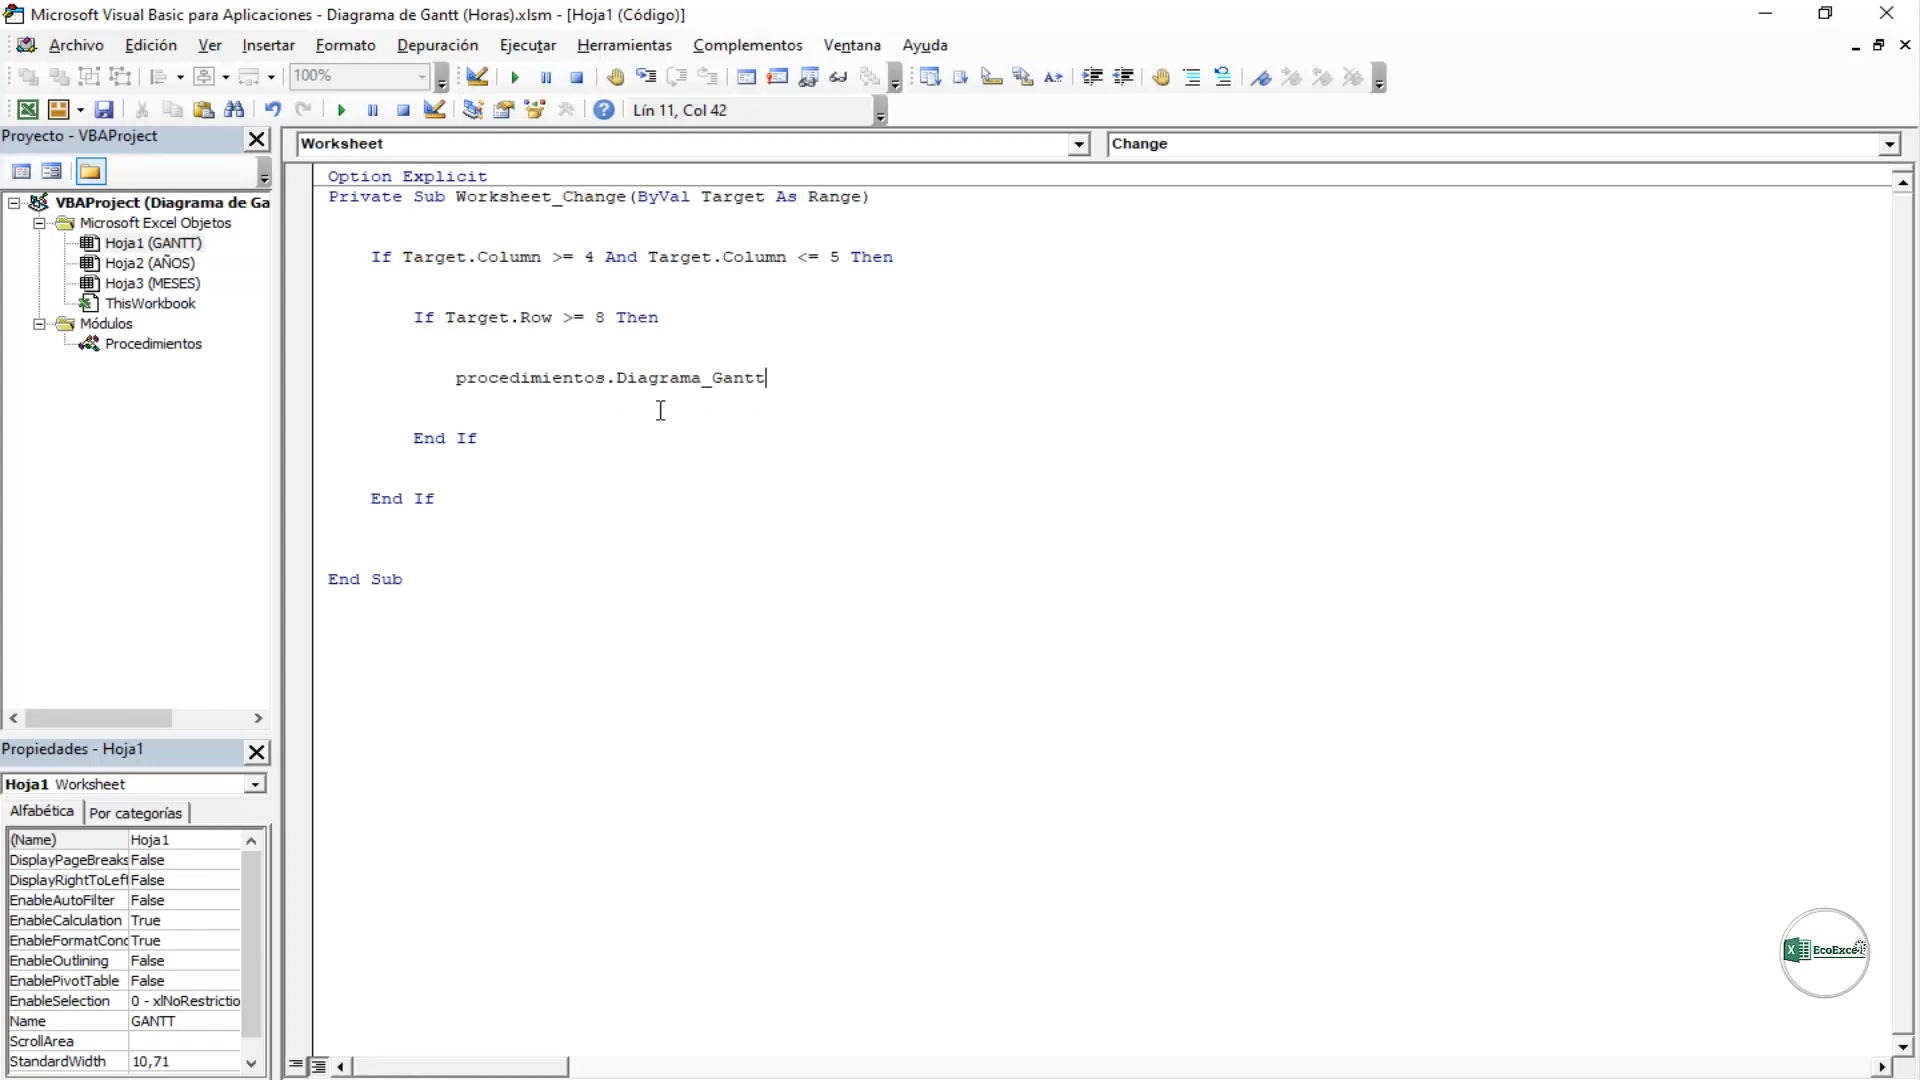 Microsoft Visual Basic para Aplicaciones - Diagrama de Gantt (Horas).xlsm - [Hoja1 (Código)]
Archivo Edición Ver Insertar Formato Depuración Ejecutar Herramientas Complementos Ventana Ayuda
100%
Lín 11, Col 42
Proyecto - VBAProject
VBAProject (Diagrama de Ga
Microsoft Excel Objetos
Hoja1 (GANTT)
Hoja2 (AÑOS)
Hoja3 (MESES)
ThisWorkbook
Módulos
Procedimientos
Propiedades - Hoja1
Hoja1 Worksheet
Alfabética Por categorías
(Name) Hoja1
DisplayPageBreaks False
DisplayRightToLeft False
EnableAutoFilter False
EnableCalculation True
EnableFormatCond True
EnableOutlining False
EnablePivotTable False
EnableSelection 0 - xlNoRestrictio
Name GANTT
ScrollArea
StandardWidth 10,71
Worksheet Change
Option Explicit
Private Sub Worksheet_Change(ByVal Target As Range)
If Target.Column >= 4 And Target.Column <= 5 Then
If Target.Row >= 8 Then
procedimientos.Diagrama_Gantt
End If
End If
End Sub
EcoExcel